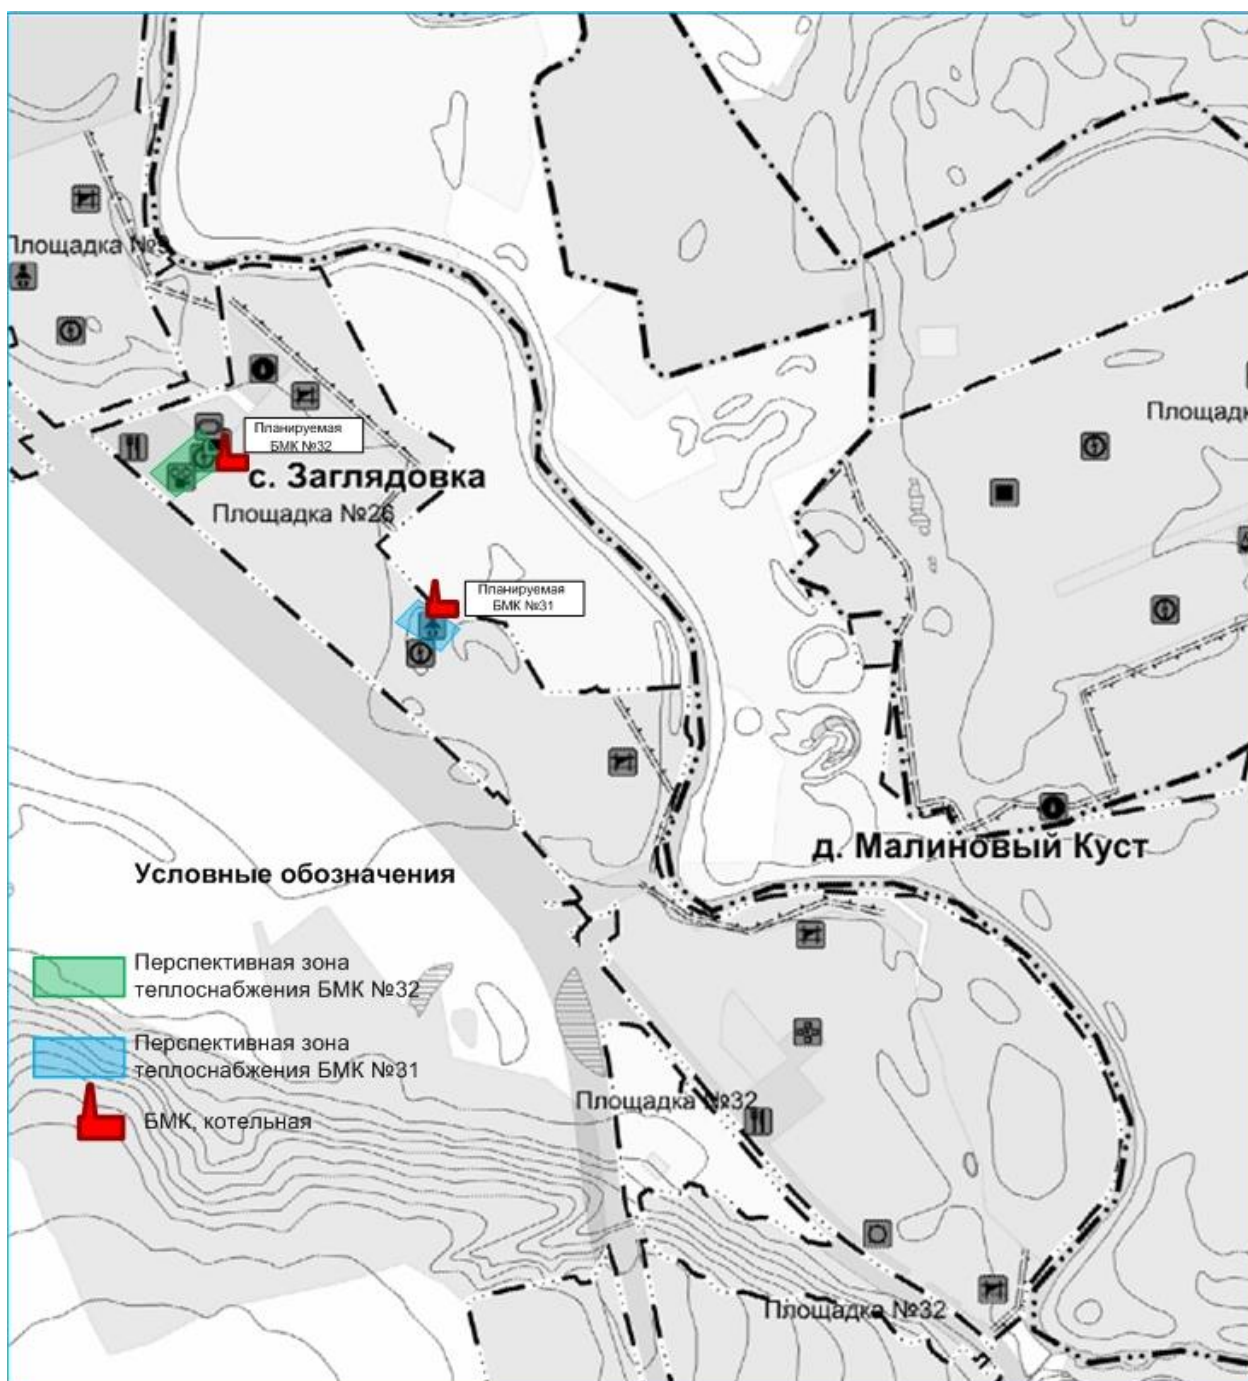 Площадка №9
Планируемая
БМК №32
с. Заглядовка
Площадка №26
Площадк
Планируемая
БМК №31
д. Малиновый Куст
Условные обозначения
Перспективная зона
теплоснабжения БМК №32
Перспективная зона
теплоснабжения БМК №31
БМК, котельная
Площадка №32
Площадка №32